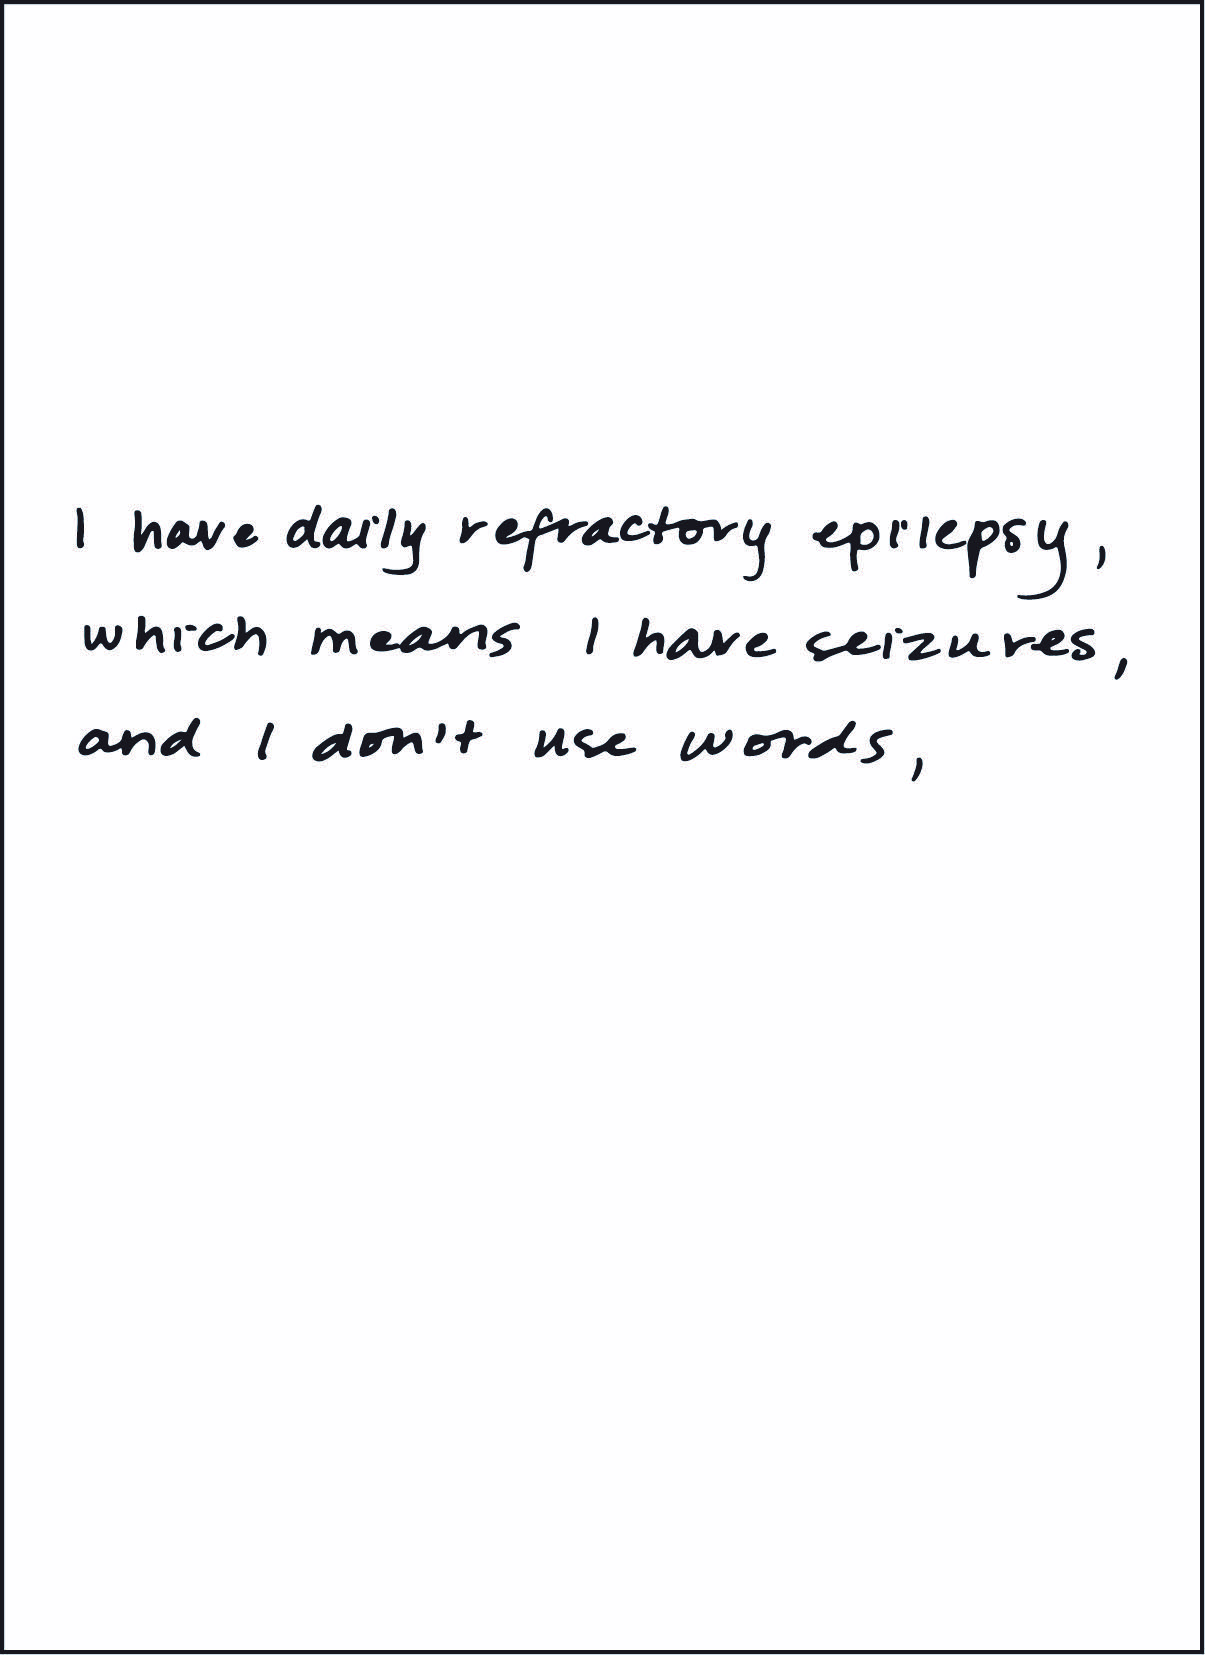 I have daily refractory epilepsy,
which means I have seizures,
and I don't use words,